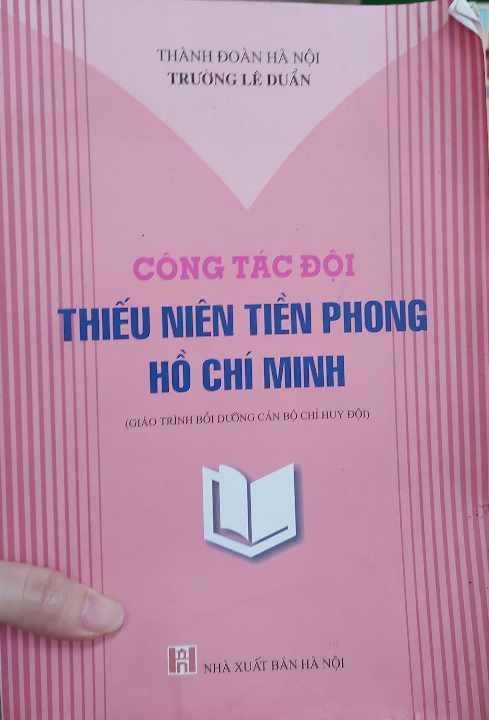 THÀNH ĐOÀN HÀ NỘI
TRƯỜNG LÊ DUẨN
CÔNG TÁC ĐỘI
THIẾU NIÊN TIỀN PHONG
HỒ CHÍ MINH
(GIÁO TRÌNH BỒI DƯỠNG CÁN BỘ CHỈ HUY ĐỘI)
NHÀ XUẤT BẢN HÀ NỘI